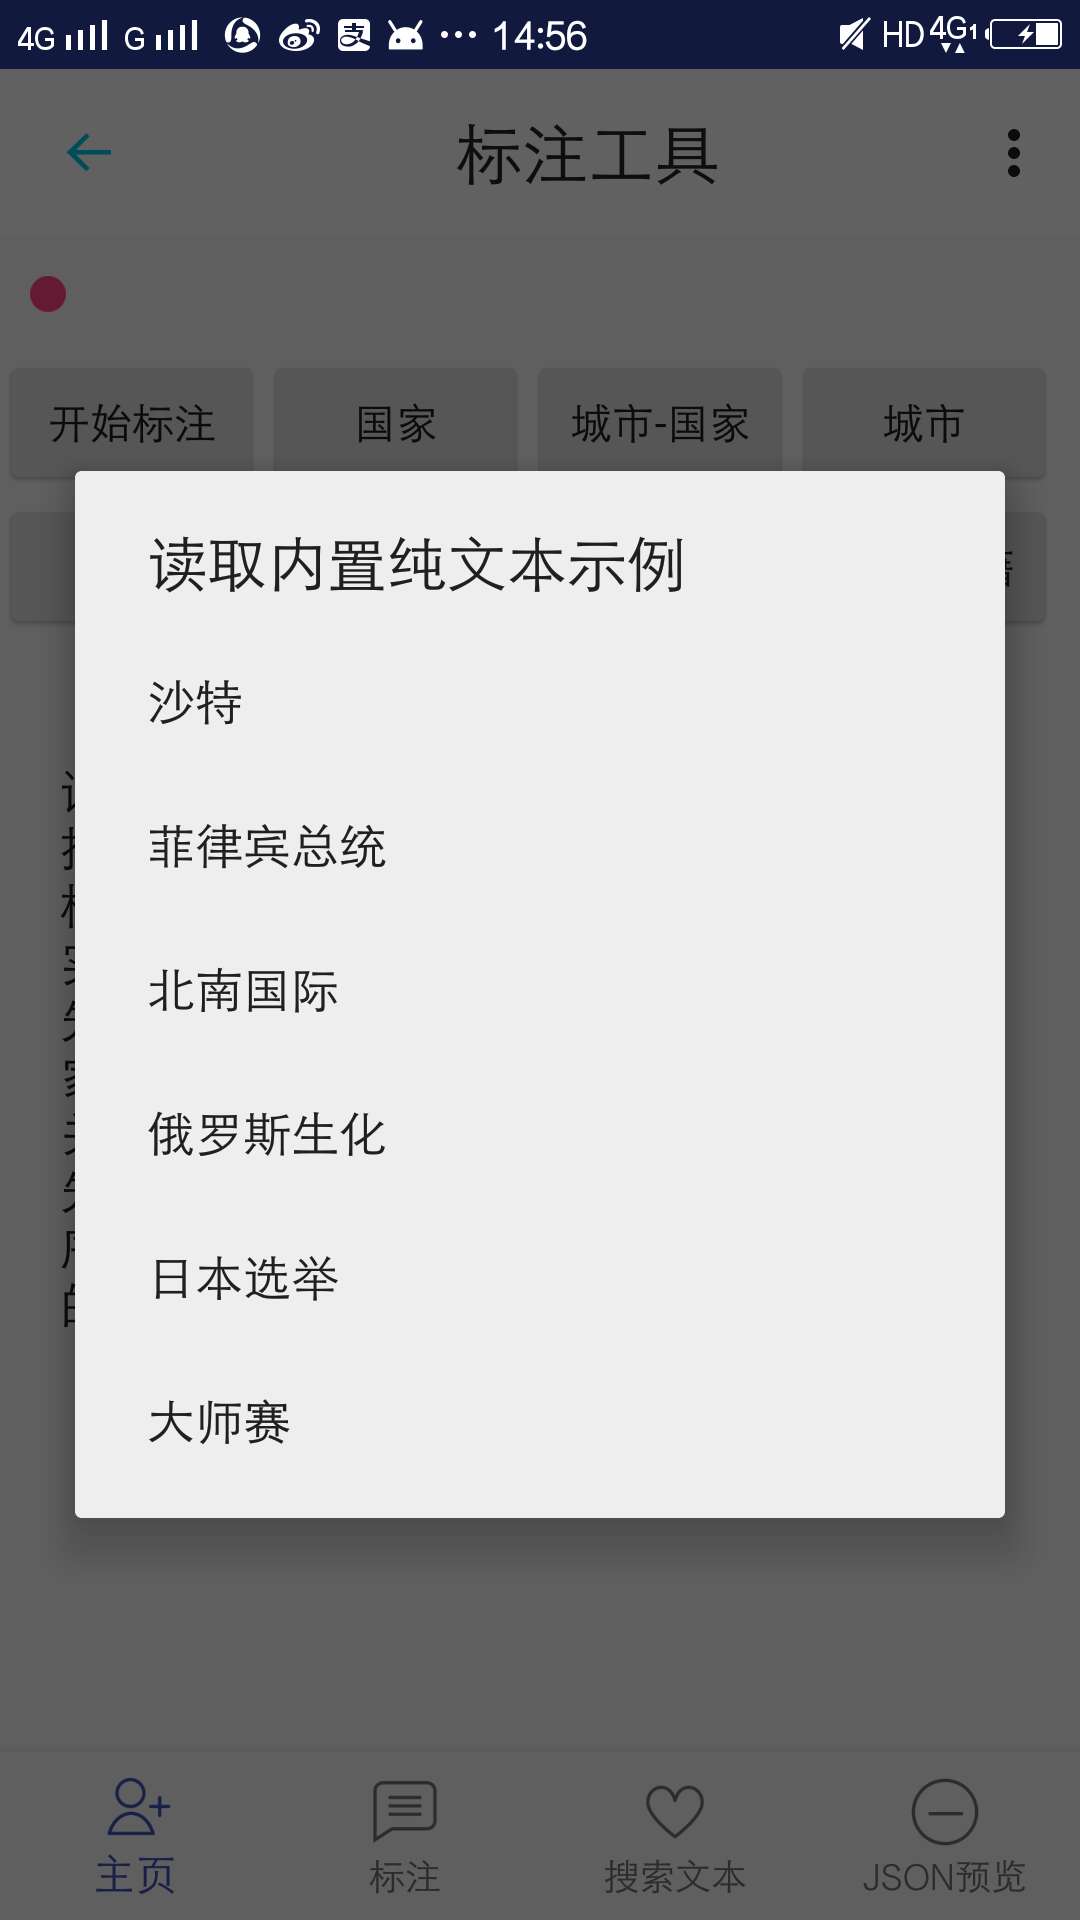 4G G 14:56 HD 4G1
标注工具
开始标注 国家 城市-国家 城市
读取内置纯文本示例
沙特
菲律宾总统
北南国际
俄罗斯生化
日本选举
大师赛
主页 标注 搜索文本 JSON预览